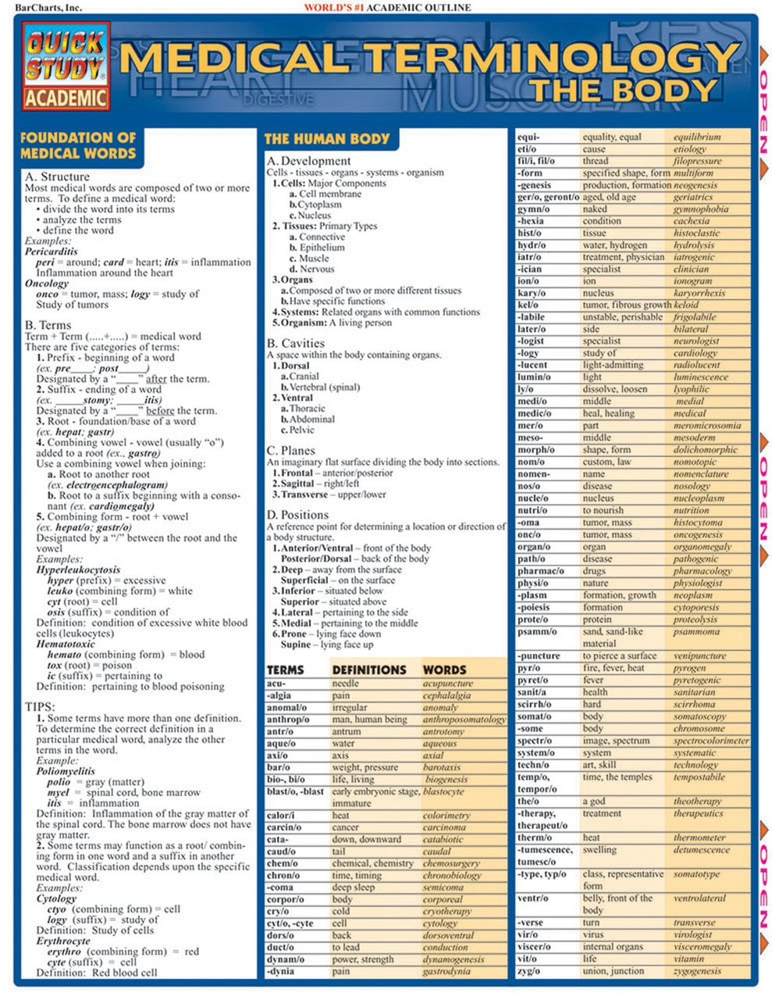 BarCharts, Inc.
WORLD'S #1 ACADEMIC OUTLINE
QUICK
STUDY®
ACADEMIC
MEDICAL TERMINOLOGY
THE BODY
HEART
DIGESTIVE
MUSCULAR
OPEN
OPEN
OPEN
FOUNDATION OF
MEDICAL WORDS
A. Structure
Most medical words are composed of two or more
terms. To define a medical word:
• divide the word into its terms
• analyze the terms
• define the word
Examples:
Pericarditis
peri = around; card = heart; itis = inflammation
Inflammation around the heart
Oncology
onco = tumor, mass; logy = study of
Study of tumors
B. Terms
Term + Term (.....+.....) = medical word
There are five categories of terms:
1. Prefix - beginning of a word
(ex. pre____; post_____)
Designated by a “____” after the term.
2. Suffix - ending of a word
(ex. _____stomy; _____itis)
Designated by a “____” before the term.
3. Root - foundation/base of a word
(ex. hepat; gastr)
4. Combining vowel - vowel (usually “o”)
added to a root (ex., gastro)
Use a combining vowel when joining:
a. Root to another root
(ex. electroencephalogram)
b. Root to a suffix beginning with a conso-
nant (ex. cardiomegaly)
5. Combining form - root + vowel
(ex. hepat/o; gastr/o)
Designated by a “/” between the root and the
vowel
Examples:
Hyperleukocytosis
hyper (prefix) = excessive
leuko (combining form) = white
cyt (root) = cell
osis (suffix) = condition of
Definition: condition of excessive white blood
cells (leukocytes)
Hematotoxic
hemato (combining form) = blood
tox (root) = poison
ic (suffix) = pertaining to
Definition: pertaining to blood poisoning
TIPS:
1. Some terms have more than one definition.
To determine the correct definition in a
particular medical word, analyze the other
terms in the word.
Example:
Poliomyelitis
polio = gray (matter)
myel = spinal cord, bone marrow
itis = inflammation
Definition: Inflammation of the gray matter of
the spinal cord. The bone marrow does not have
gray matter.
2. Some terms may function as a root/ combin-
ing form in one word and a suffix in another
word. Classification depends upon the specific
medical word.
Examples:
Cytology
ctyo (combining form) = cell
logy (suffix) = study of
Definition: Study of cells
Erythrocyte
erythro (combining form) = red
cyte (suffix) = cell
Definition: Red blood cell
THE HUMAN BODY
A. Development
Cells - tissues - organs - systems - organism
1. Cells: Major Components
a. Cell membrane
b. Cytoplasm
c. Nucleus
2. Tissues: Primary Types
a. Connective
b. Epithelium
c. Muscle
d. Nervous
3. Organs
a. Composed of two or more different tissues
b. Have specific functions
4. Systems: Related organs with common functions
5. Organism: A living person
B. Cavities
A space within the body containing organs.
1. Dorsal
a. Cranial
b. Vertebral (spinal)
2. Ventral
a. Thoracic
b. Abdominal
c. Pelvic
C. Planes
An imaginary flat surface dividing the body into sections.
1. Frontal – anterior/posterior
2. Sagittal – right/left
3. Transverse – upper/lower
D. Positions
A reference point for determining a location or direction of
a body structure.
1. Anterior/Ventral – front of the body
Posterior/Dorsal – back of the body
2. Deep – away from the surface
Superficial – on the surface
3. Inferior – situated below
Superior – situated above
4. Lateral – pertaining to the side
5. Medial – pertaining to the middle
6. Prone – lying face down
Supine – lying face up
TERMS DEFINITIONS WORDS
acu- needle acupuncture
-algia pain cephalalgia
anomal/o irregular anomaly
anthrop/o man, human being anthroposomatology
antr/o antrum antrotomy
aque/o water aqueous
axi/o axis axial
bar/o weight, pressure barotaxis
bio-, bi/o life, living biogenesis
blast/o, -blast early embryonic stage, blastocyte
immature
calor/i heat colorimetry
carcin/o cancer carcinoma
cata- down, downward catabiotic
caud/o tail caudal
chem/o chemical, chemistry chemosurgery
chron/o time, timing chronobiology
-coma deep sleep semicoma
corpor/o body corporeal
cry/o cold cryotherapy
cyt/o, -cyte cell cytology
dors/o back dorsoventral
duct/o to lead conduction
dynam/o power, strength dynamogenesis
-dynia pain gastrodynia
equi- equality, equal equilibrium
eti/o cause etiology
fil/i, fil/o thread filopressure
-form specified shape, form multiform
-genesis production, formation neogenesis
ger/o, geront/o aged, old age geriatrics
gymn/o naked gymnophobia
-hexia condition cachexia
hist/o tissue histoclastic
hydr/o water, hydrogen hydrolysis
iatr/o treatment, physician iatrogenic
-ician specialist clinician
ion/o ion ionogram
kary/o nucleus karyorrhexis
kel/o tumor, fibrous growth keloid
-labile unstable, perishable frigolabile
later/o side bilateral
-logist specialist neurologist
-logy study of cardiology
-lucent light-admitting radiolucent
lumin/o light luminescence
ly/o dissolve, loosen lyophilic
medi/o middle medial
medic/o heal, healing medical
mer/o part meromicrosomia
meso- middle mesoderm
morph/o shape, form dolichomorphic
nom/o custom, law nomotopic
nomen- name nomenclature
nos/o disease nosology
nucle/o nucleus nucleoplasm
nutri/o to nourish nutrition
-oma tumor, mass histocytoma
onc/o tumor, mass oncogenesis
organ/o organ organomegaly
path/o disease pathogenic
pharmac/o drugs pharmacology
physi/o nature physiologist
-plasm formation, growth neoplasm
-poiesis formation cytoporesis
prote/o protein proteolysis
psamm/o sand, sand-like psammoma
material
-puncture to pierce a surface venipuncture
pyr/o fire, fever, heat pyrogen
pyret/o fever pyretogenic
sanit/a health sanitarian
scirrh/o hard scirrhoma
somat/o body somatoscopy
-some body chromosome
spectr/o image, spectrum spectrocolorimeter
system/o system systematic
techn/o art, skill technology
temp/o, time, the temples tempostabile
tempor/o
the/o a god theotherapy
-therapy, treatment therapeutics
therapeut/o
therm/o heat thermometer
-tumescence, swelling detumescence
tumesc/o
-type, typ/o class, representative somatotype
form
ventr/o belly, front of the ventrolateral
body
-verse turn transverse
vir/o virus virologist
viscer/o internal organs visceromegaly
vit/o life vitamin
zyg/o union, junction zygogenesis